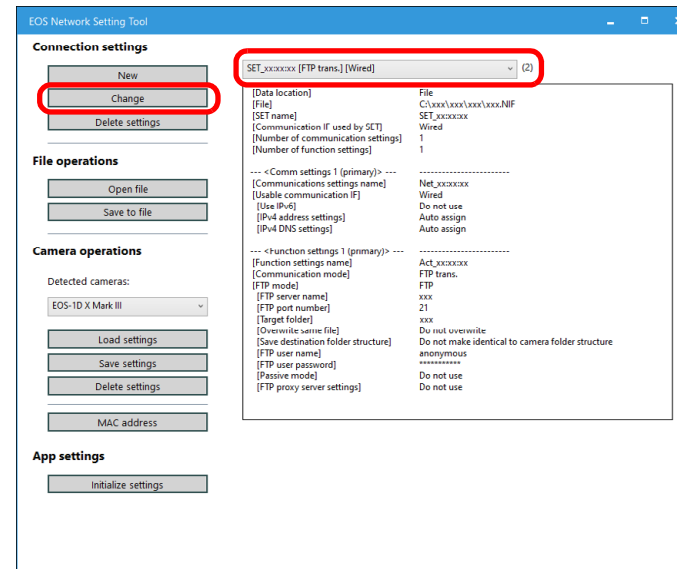 EOS Network Setting Tool
Connection settings
New
Change
Delete settings
File operations
Open file
Save to file
Camera operations
Detected cameras:
EOS-1D X Mark III
Load settings
Save settings
Delete settings
MAC address
App settings
Initialize settings
SET_xx:xx:xx [FTP trans.] [Wired] (2)
[Data location] File
[File] C:\xxx\xxx\xxx\xxx.NIF
[SET name] SET_xx:xx:xx
[Communication IF used by SET] Wired
[Number of communication settings] 1
[Number of function settings] 1
--- <Comm settings 1 (primary)> --- ------------------------
[Communications settings name] Net_xx:xx:xx
[Usable communication IF] Wired
[Use IPv6] Do not use
[IPv4 address settings] Auto assign
[IPv4 DNS settings] Auto assign
--- <Function settings 1 (primary)> --- ------------------------
[Function settings name] Act_xx:xx:xx
[Communication mode] FTP trans.
[FTP mode] FTP
[FTP server name] xxx
[FTP port number] 21
[Target folder] xxx
[Overwrite same file] Do not overwrite
[Save destination folder structure] Do not make identical to camera folder structure
[FTP user name] anonymous
[FTP user password] ***********
[Passive mode] Do not use
[FTP proxy server settings] Do not use